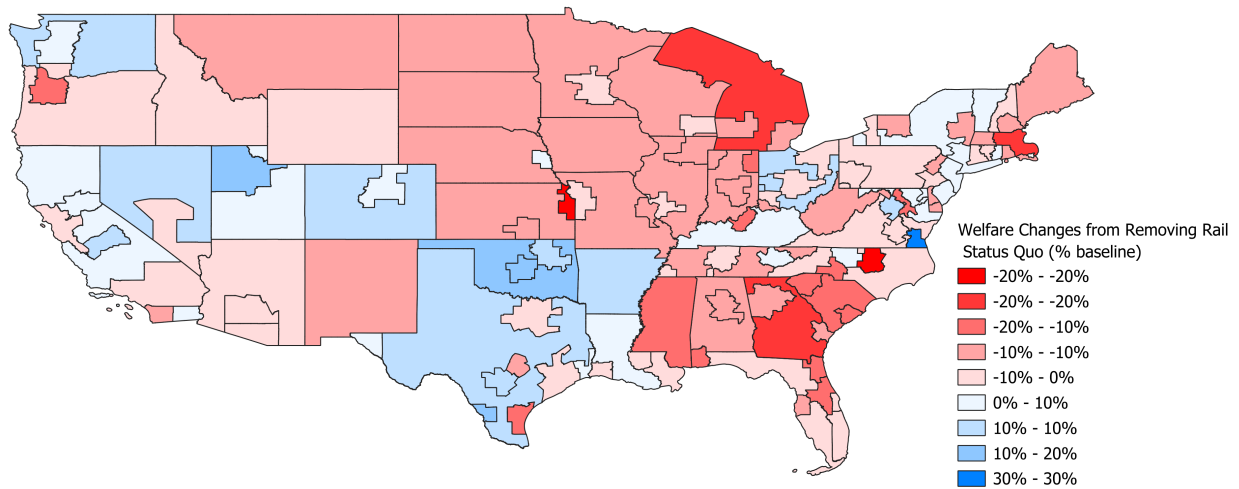 Welfare Changes from Removing Rail
Status Quo (% baseline)
-20% - -20%
-20% - -20%
-20% - -10%
-10% - -10%
-10% - 0%
0% - 10%
10% - 10%
10% - 20%
30% - 30%